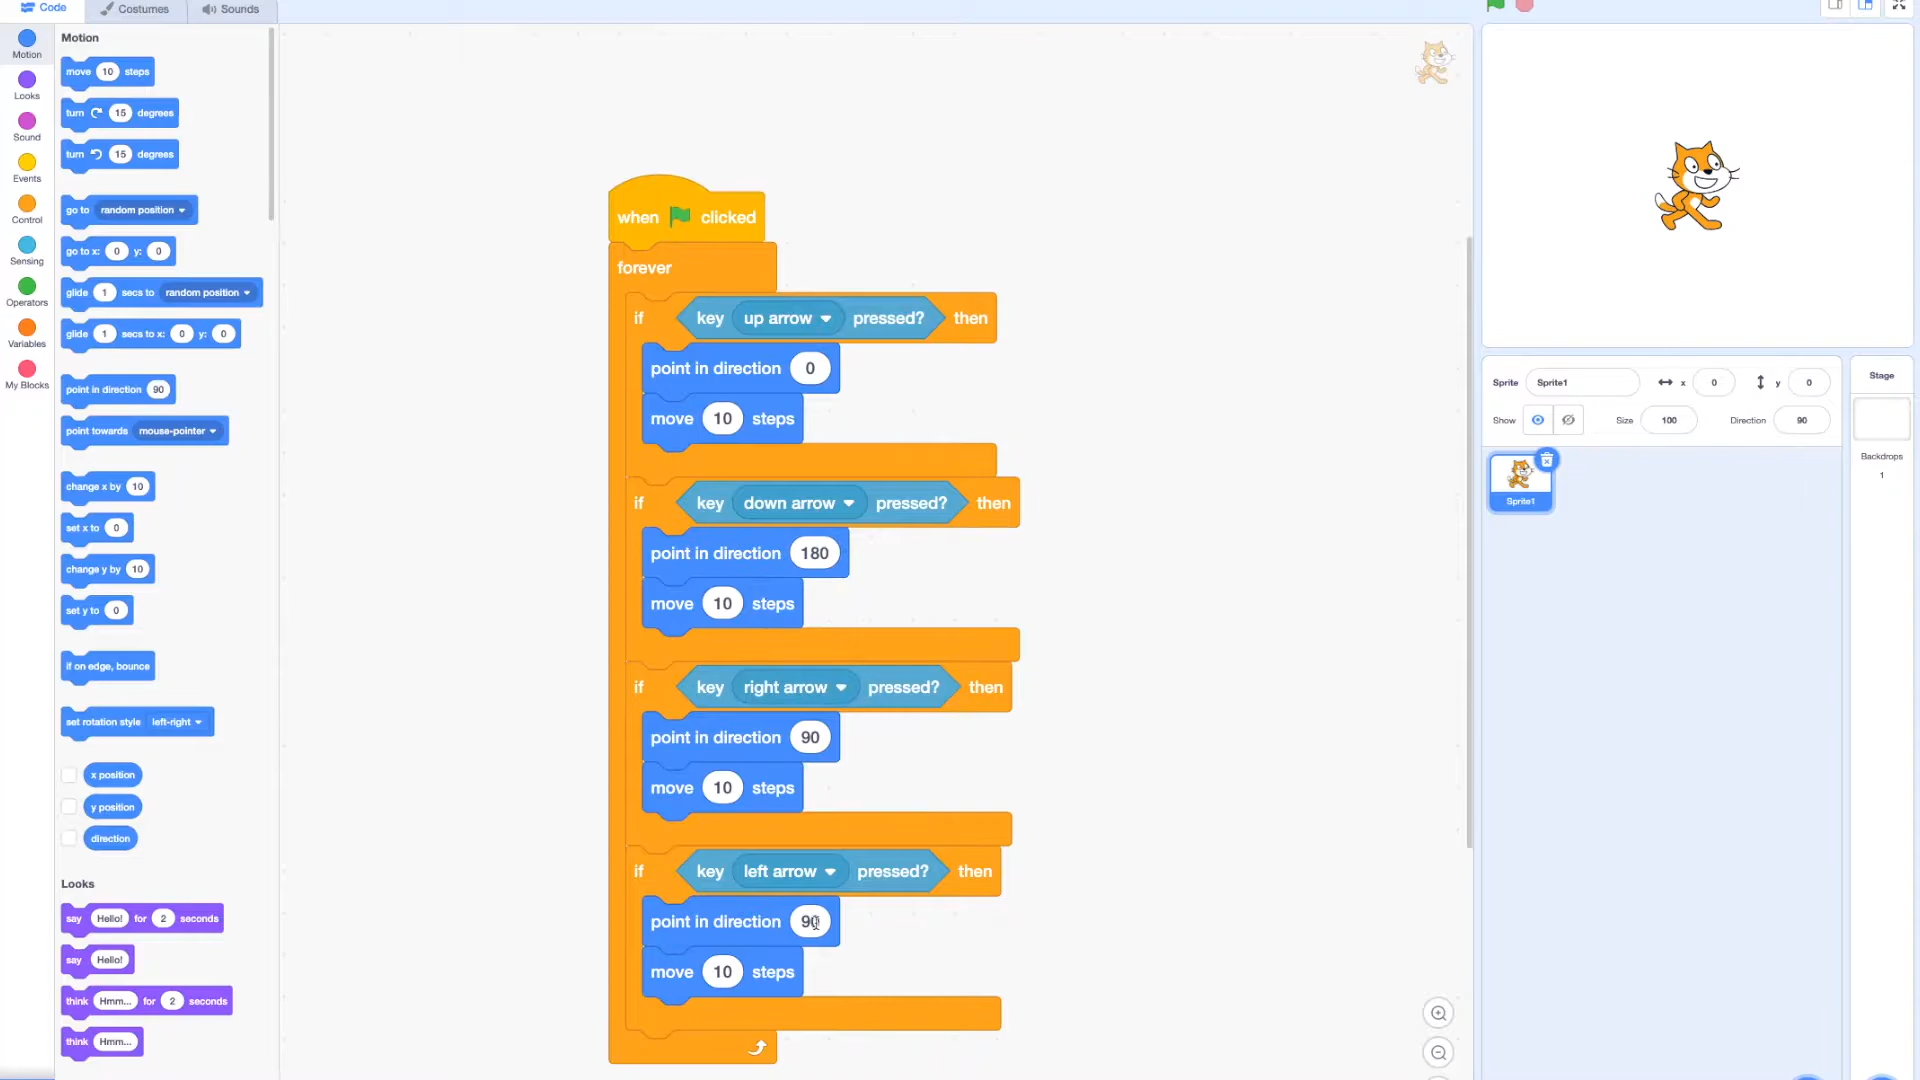 Code
Costumes
Sounds
Motion
Looks
Sound
Events
Control
Sensing
Operators
Variables
My Blocks
Motion
move 10 steps
turn 15 degrees
turn 15 degrees
go to random position
go to x: 0 y: 0
glide 1 secs to random position
glide 1 secs to x: 0 y: 0
point in direction 90
point towards mouse-pointer
change x by 10
set x to 0
change y by 10
set y to 0
if on edge, bounce
set rotation style left-right
x position
y position
direction
Looks
say Hello! for 2 seconds
say Hello!
think Hmm... for 2 seconds
think Hmm...
when clicked
forever
if key up arrow pressed? then
point in direction 0
move 10 steps
if key down arrow pressed? then
point in direction 180
move 10 steps
if key right arrow pressed? then
point in direction 90
move 10 steps
if key left arrow pressed? then
point in direction 90
move 10 steps
Sprite Sprite1 x 0 y 0
Show Size 100 Direction 90
Sprite1
Stage
Backdrops
1